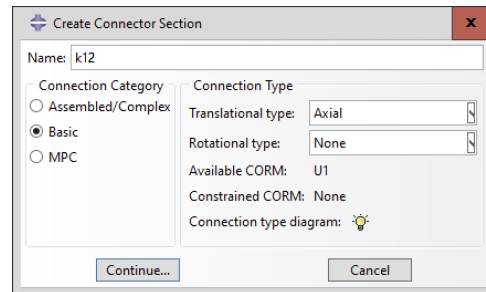 Create Connector Section
x
Name: k12
Connection Category
Assembled/Complex
Basic
MPC
Connection Type
Translational type: Axial
Rotational type: None
Available CORM: U1
Constrained CORM: None
Connection type diagram:
Continue...
Cancel